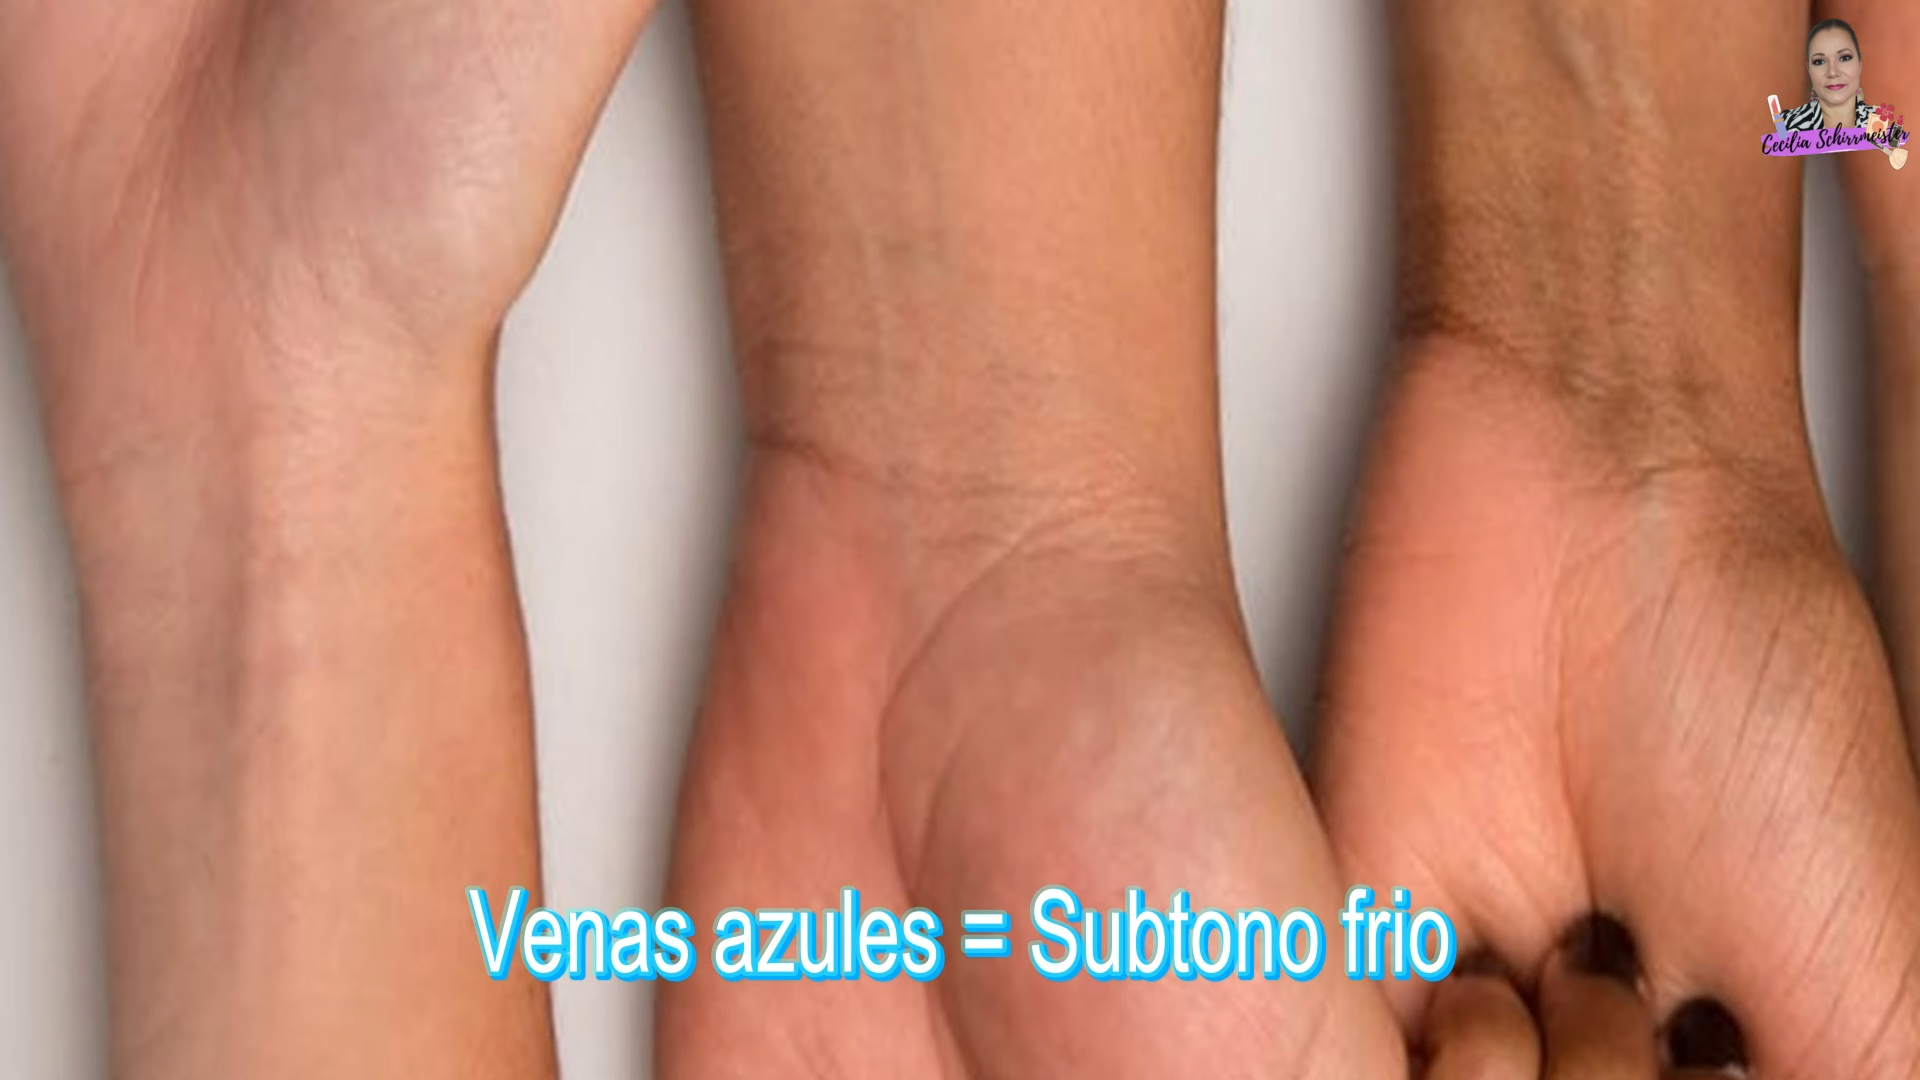 Cecilia Schirrmeister
Venas azules = Subtono frio